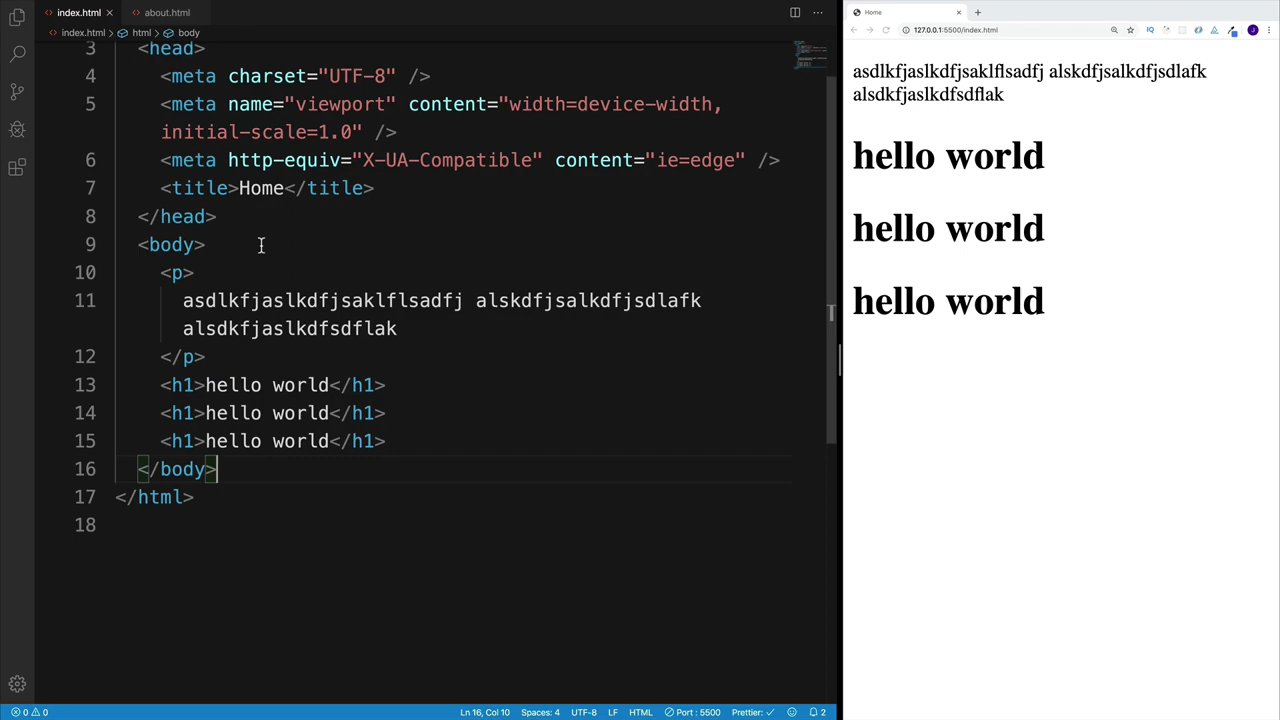 index.html
about.html
index.html > html > body
3 <head>
4 <meta charset="UTF-8" />
5 <meta name="viewport" content="width=device-width,
initial-scale=1.0" />
6 <meta http-equiv="X-UA-Compatible" content="ie=edge" />
7 <title>Home</title>
8 </head>
9 <body>
10 <p>
11 asdlkfjaslkdfjsaklflsadfj alskdfjsalkdfjsdlafk
alsdkfjaslkdfsdflak
12 </p>
13 <h1>hello world</h1>
14 <h1>hello world</h1>
15 <h1>hello world</h1>
16 </body>
17 </html>
18
0 0
Ln 16, Col 10
Spaces: 4
UTF-8
LF
HTML
Port : 5500
Prettier: ✓
2
Home
127.0.0.1:5500/index.html
IQ
J
asdlkfjaslkdfjsaklflsadfj alskdfjsalkdfjsdlafk
alsdkfjaslkdfsdflak
hello world
hello world
hello world
T